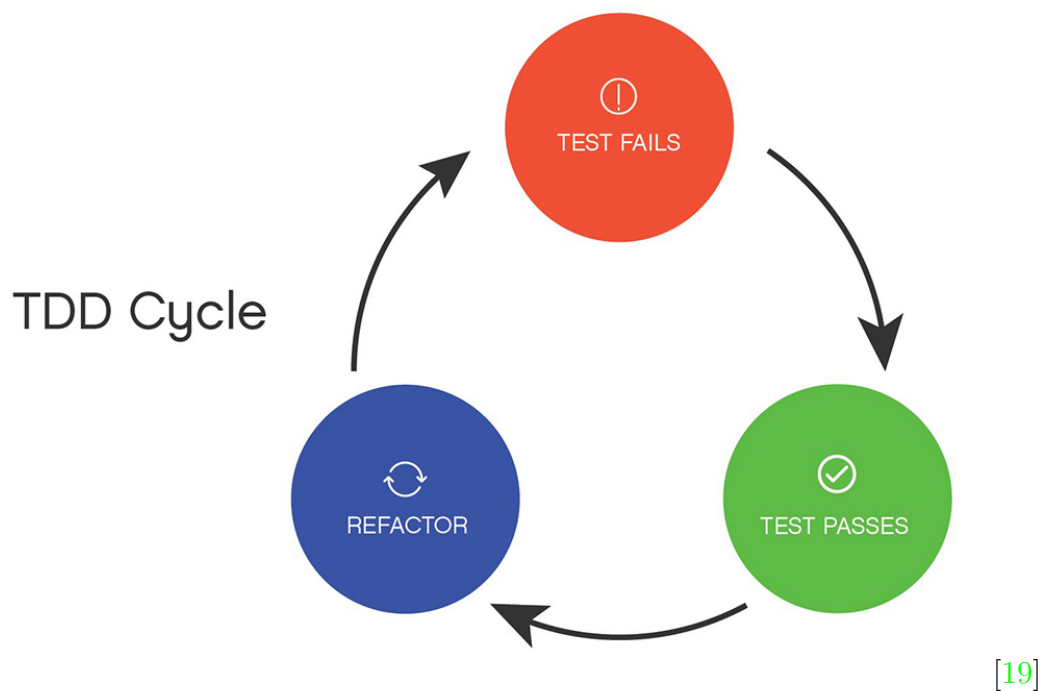 TEST FAILS
TDD Cycle
REFACTOR
TEST PASSES
[19]